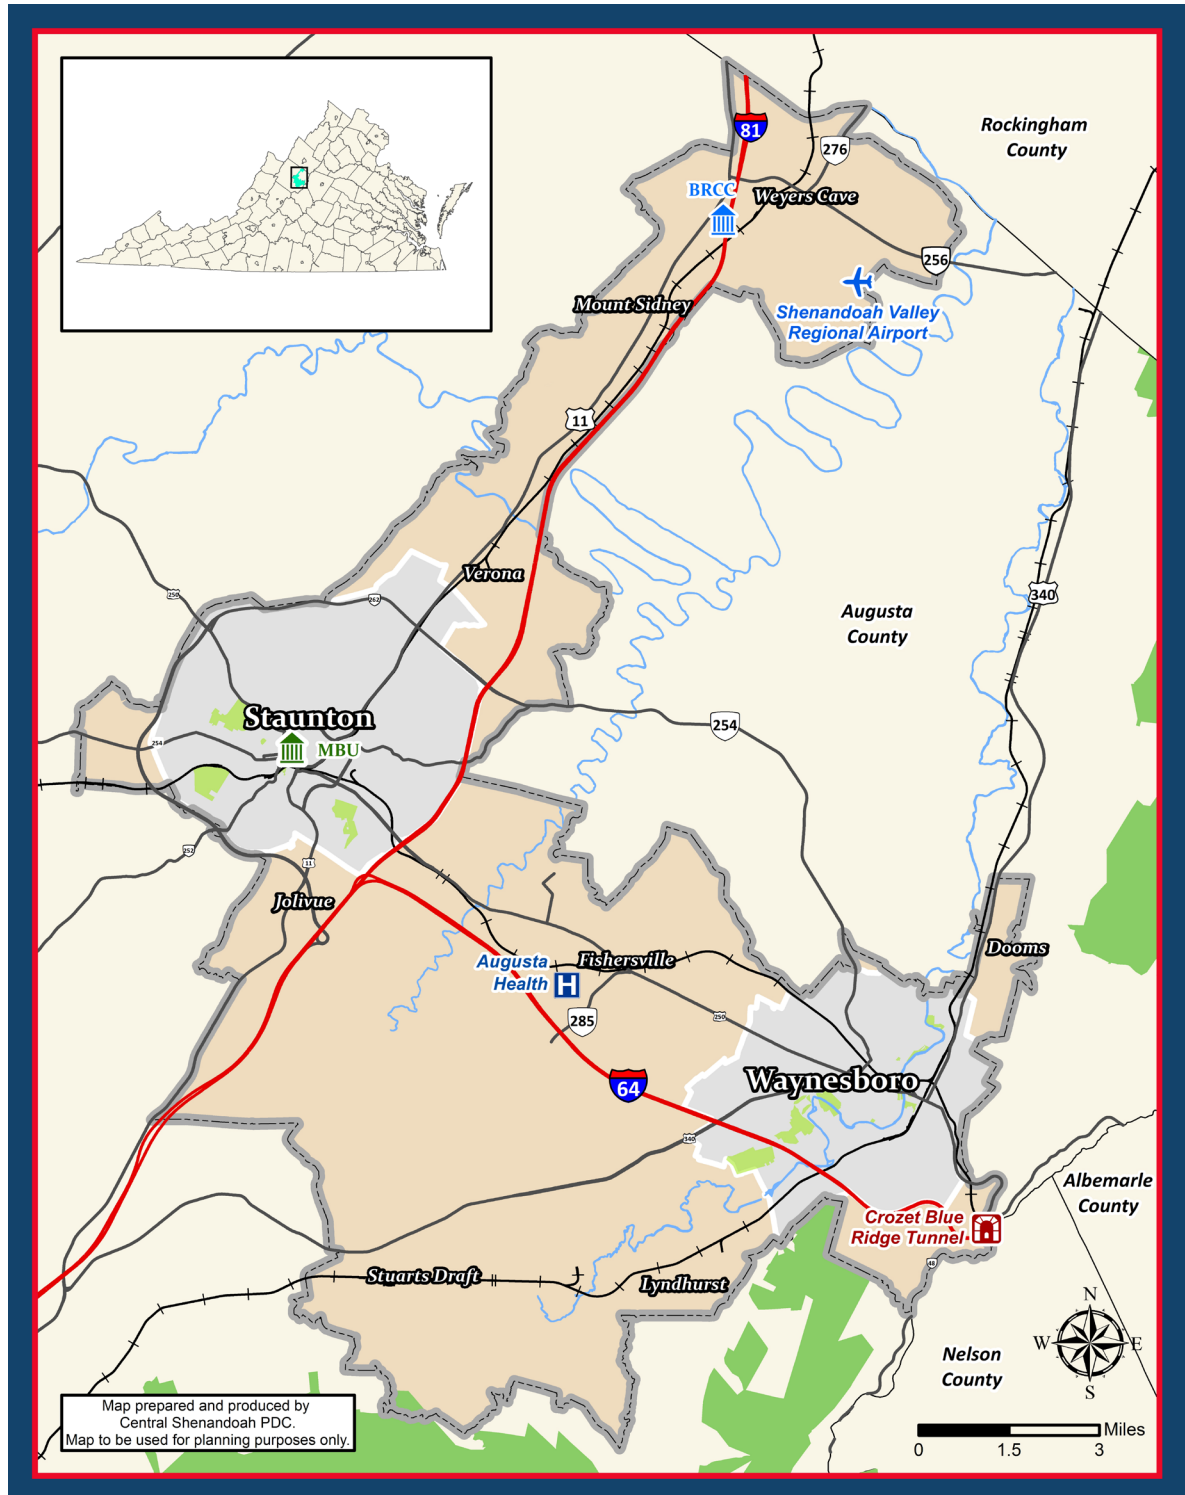 81
Rockingham
County
276
BRCC
Weyers Cave
256
Shenandoah Valley
Regional Airport
Mount Sidney
11
Verona
250
262
340
Augusta
County
Staunton
MBU
254
254
252
11
Jolivue
Dooms
Augusta
Health
H
Fishersville
285
250
64
Waynesboro
340
Albemarle
County
Crozet Blue
Ridge Tunnel
48
Stuarts Draft
Lyndhurst
N
W
E
S
Nelson
County
Map prepared and produced by
Central Shenandoah PDC.
Map to be used for planning purposes only.
Miles
0
1.5
3